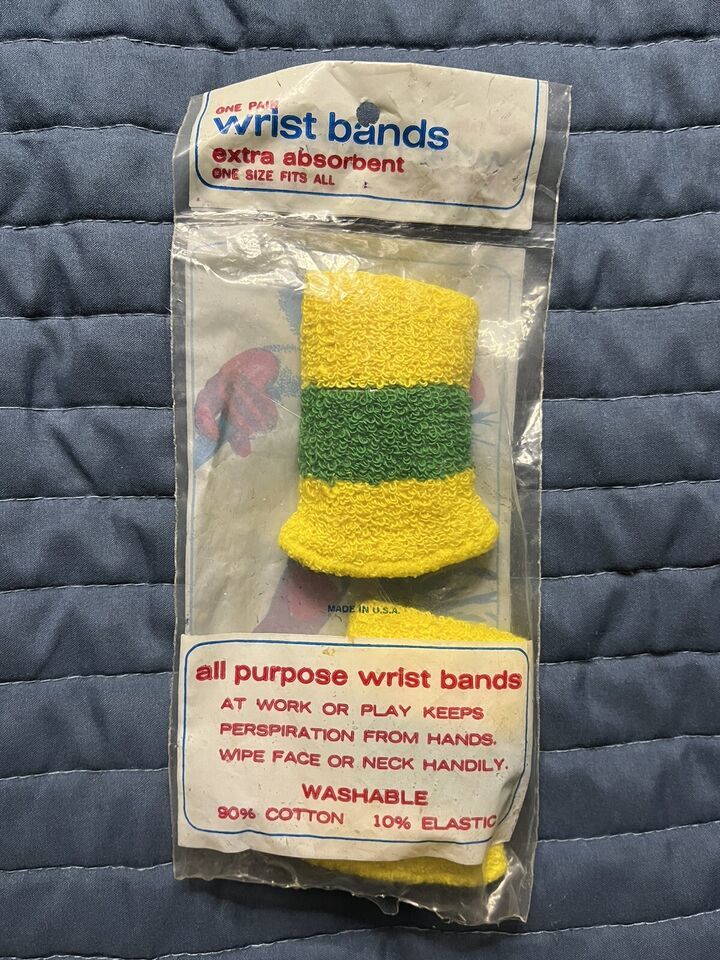 ONE PAIR
wrist bands
extra absorbent
ONE SIZE FITS ALL
MADE IN U.S.A.
all purpose wrist bands
AT WORK OR PLAY KEEPS
PERSPIRATION FROM HANDS.
WIPE FACE OR NECK HANDILY.
WASHABLE
90% COTTON 10% ELASTIC